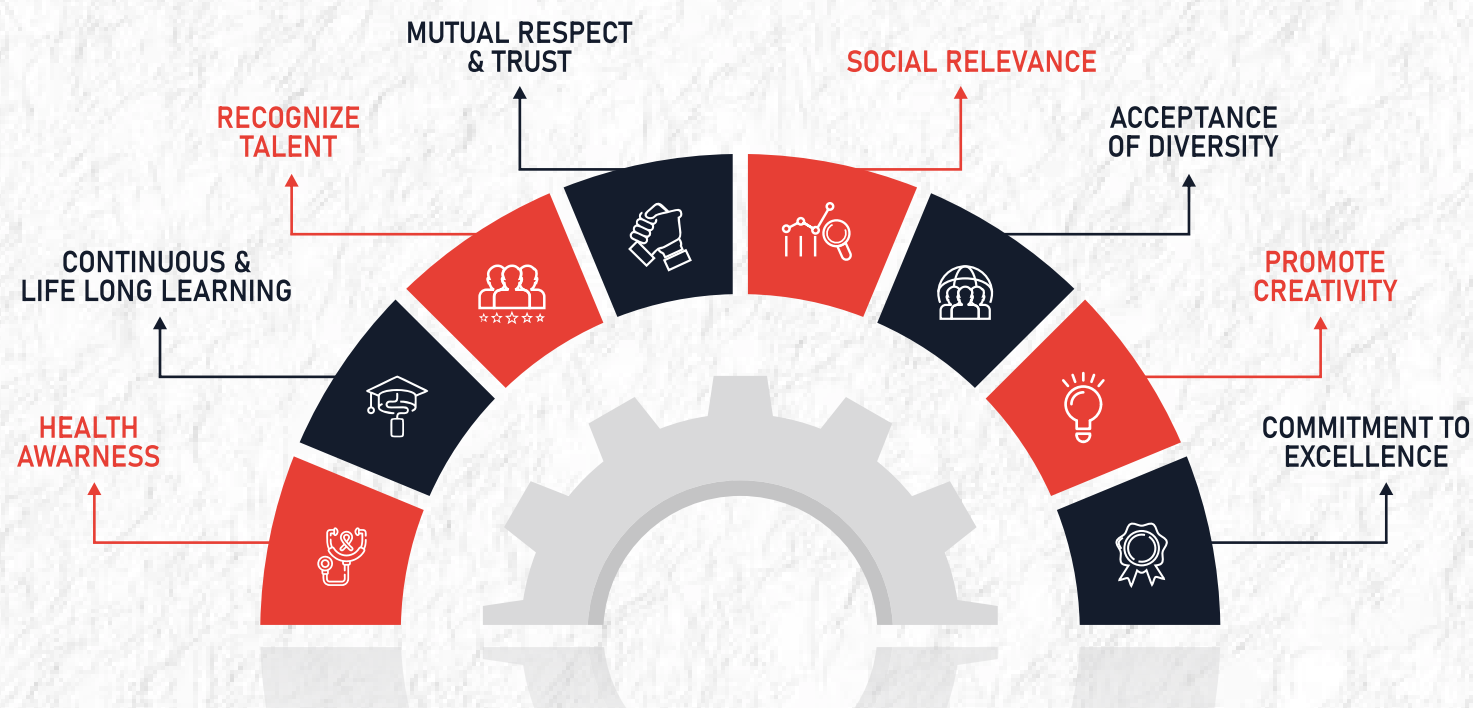 MUTUAL RESPECT
& TRUST
SOCIAL RELEVANCE
RECOGNIZE
TALENT
ACCEPTANCE
OF DIVERSITY
CONTINUOUS &
LIFE LONG LEARNING
PROMOTE
CREATIVITY
HEALTH
AWARNESS
COMMITMENT TO
EXCELLENCE